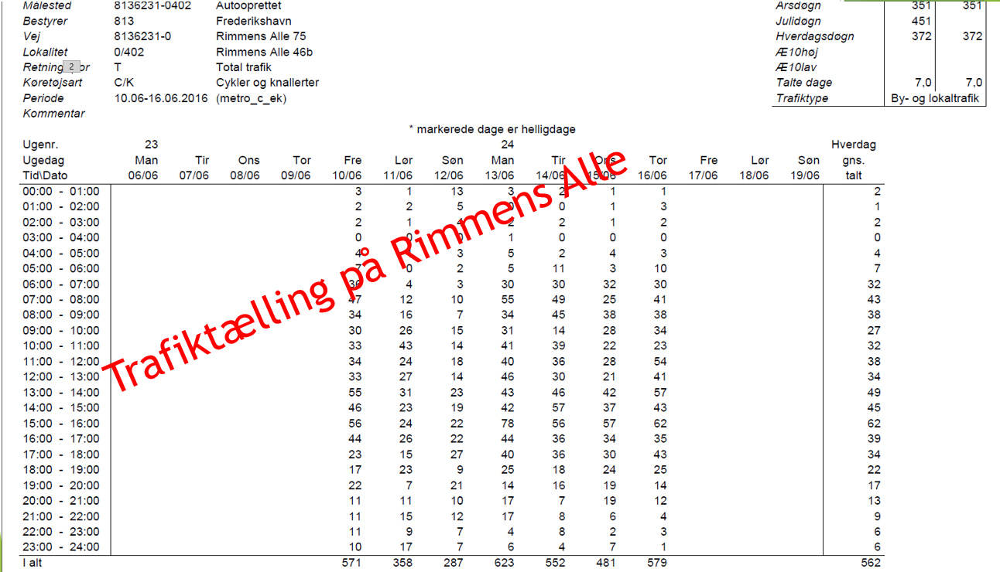 Målested 8136231-0402 Autooprettet Årsdøgn 351 351
Bestyrer 813 Frederikshavn Julidøgn 451
Vej 8136231-0 Rimmens Alle 75 Hverdagsdøgn 372 372
Lokalitet 0/402 Rimmens Alle 46b Æ10høj
Retning 2 or T Total trafik Æ10lav
Køretøjsart C/K Cykler og knallerter Talte dage 7,0 7,0
Periode 10.06-16.06.2016 (metro_c_ek) Trafiktype By- og lokaltrafik
Kommentar
* markerede dage er helligdage
Ugenr. 23 24 Hverdag
Ugedag Man Tir Ons Tor Fre Lør Søn Man Tir Ons Tor Fre Lør Søn gns.
Tid\Dato 06/06 07/06 08/06 09/06 10/06 11/06 12/06 13/06 14/06 15/06 16/06 17/06 18/06 19/06 talt
00:00 - 01:00 3 1 13 3 2 1 1 2
01:00 - 02:00 2 2 5 0 0 1 3 1
02:00 - 03:00 2 1 4 2 2 1 2 2
03:00 - 04:00 0 0 0 1 0 0 0 0
04:00 - 05:00 4 3 5 2 4 3 4
05:00 - 06:00 7 0 2 5 11 3 10 7
06:00 - 07:00 36 4 3 30 30 32 30 32
07:00 - 08:00 47 12 10 55 49 25 41 43
08:00 - 09:00 34 16 7 34 45 38 38 38
09:00 - 10:00 30 26 15 31 14 28 34 27
10:00 - 11:00 33 43 14 41 39 22 23 32
11:00 - 12:00 34 24 18 40 36 28 54 38
12:00 - 13:00 33 27 14 46 30 21 41 34
13:00 - 14:00 55 31 23 43 46 42 57 49
14:00 - 15:00 46 23 19 42 57 37 43 45
15:00 - 16:00 56 24 22 78 56 57 62 62
16:00 - 17:00 44 26 22 44 36 34 35 39
17:00 - 18:00 23 15 27 40 36 30 43 34
18:00 - 19:00 17 23 9 25 18 24 25 22
19:00 - 20:00 22 7 21 14 16 19 14 17
20:00 - 21:00 11 11 10 17 7 19 12 13
21:00 - 22:00 11 15 12 17 8 6 4 9
22:00 - 23:00 11 9 7 4 8 2 3 6
23:00 - 24:00 10 17 7 6 4 7 1 6
I alt 571 358 287 623 552 481 579 562
Trafiktælling på Rimmens Alle